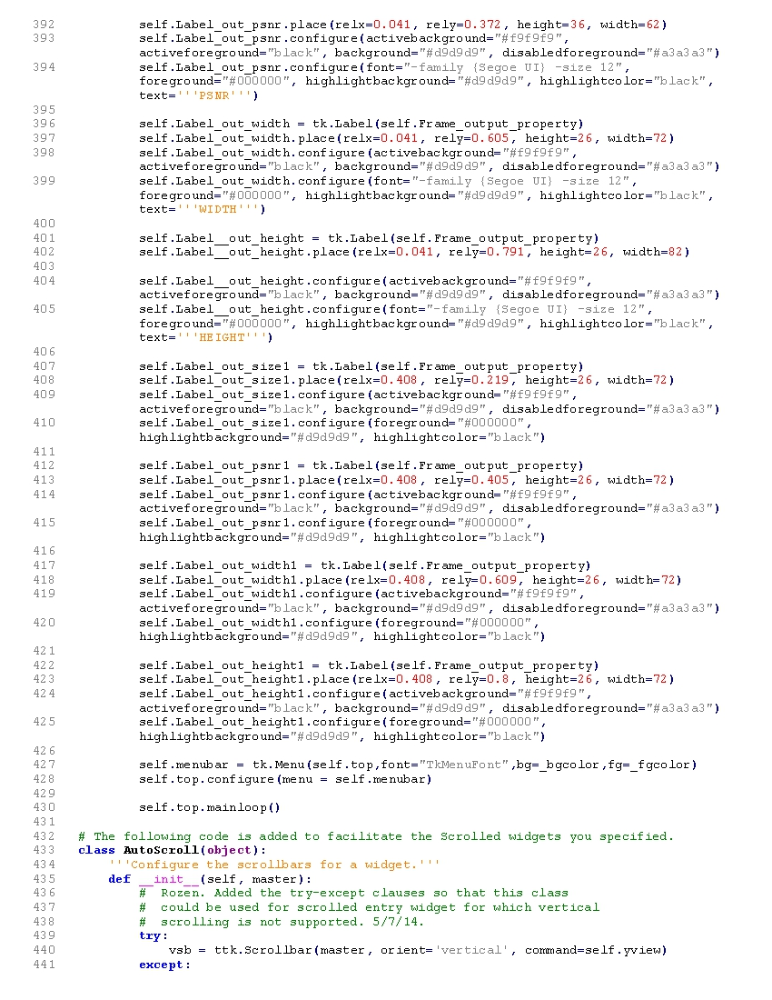 392 self.Label_out_psnr.place(relx=0.041, rely=0.372, height=36, width=62)
393 self.Label_out_psnr.configure(activebackground="#f9f9f9",
activeforeground="black", background="#d9d9d9", disabledforeground="#a3a3a3")
394 self.Label_out_psnr.configure(font="-family {Segoe UI} -size 12",
foreground="#000000", highlightbackground="#d9d9d9", highlightcolor="black",
text='''PSNR''')
395
396 self.Label_out_width = tk.Label(self.Frame_output_property)
397 self.Label_out_width.place(relx=0.041, rely=0.605, height=26, width=72)
398 self.Label_out_width.configure(activebackground="#f9f9f9",
activeforeground="black", background="#d9d9d9", disabledforeground="#a3a3a3")
399 self.Label_out_width.configure(font="-family {Segoe UI} -size 12",
foreground="#000000", highlightbackground="#d9d9d9", highlightcolor="black",
text='''WIDTH''')
400
401 self.Label__out_height = tk.Label(self.Frame_output_property)
402 self.Label__out_height.place(relx=0.041, rely=0.791, height=26, width=82)
403
404 self.Label__out_height.configure(activebackground="#f9f9f9",
activeforeground="black", background="#d9d9d9", disabledforeground="#a3a3a3")
405 self.Label__out_height.configure(font="-family {Segoe UI} -size 12",
foreground="#000000", highlightbackground="#d9d9d9", highlightcolor="black",
text='''HEIGHT''')
406
407 self.Label_out_size1 = tk.Label(self.Frame_output_property)
408 self.Label_out_size1.place(relx=0.408, rely=0.219, height=26, width=72)
409 self.Label_out_size1.configure(activebackground="#f9f9f9",
activeforeground="black", background="#d9d9d9", disabledforeground="#a3a3a3")
410 self.Label_out_size1.configure(foreground="#000000",
highlightbackground="#d9d9d9", highlightcolor="black")
411
412 self.Label_out_psnr1 = tk.Label(self.Frame_output_property)
413 self.Label_out_psnr1.place(relx=0.408, rely=0.405, height=26, width=72)
414 self.Label_out_psnr1.configure(activebackground="#f9f9f9",
activeforeground="black", background="#d9d9d9", disabledforeground="#a3a3a3")
415 self.Label_out_psnr1.configure(foreground="#000000",
highlightbackground="#d9d9d9", highlightcolor="black")
416
417 self.Label_out_width1 = tk.Label(self.Frame_output_property)
418 self.Label_out_width1.place(relx=0.408, rely=0.609, height=26, width=72)
419 self.Label_out_width1.configure(activebackground="#f9f9f9",
activeforeground="black", background="#d9d9d9", disabledforeground="#a3a3a3")
420 self.Label_out_width1.configure(foreground="#000000",
highlightbackground="#d9d9d9", highlightcolor="black")
421
422 self.Label_out_height1 = tk.Label(self.Frame_output_property)
423 self.Label_out_height1.place(relx=0.408, rely=0.8, height=26, width=72)
424 self.Label_out_height1.configure(activebackground="#f9f9f9",
activeforeground="black", background="#d9d9d9", disabledforeground="#a3a3a3")
425 self.Label_out_height1.configure(foreground="#000000",
highlightbackground="#d9d9d9", highlightcolor="black")
426
427 self.menubar = tk.Menu(self.top,font="TkMenuFont",bg=_bgcolor,fg=_fgcolor)
428 self.top.configure(menu = self.menubar)
429
430 self.top.mainloop()
431
432 # The following code is added to facilitate the Scrolled widgets you specified.
433 class AutoScroll(object):
434 '''Configure the scrollbars for a widget.'''
435 def __init__(self, master):
436 #  Rozen. Added the try-except clauses so that this class
437 #  could be used for scrolled entry widget for which vertical
438 #  scrolling is not supported. 5/7/14.
439 try:
440 vsb = ttk.Scrollbar(master, orient='vertical', command=self.yview)
441 except: